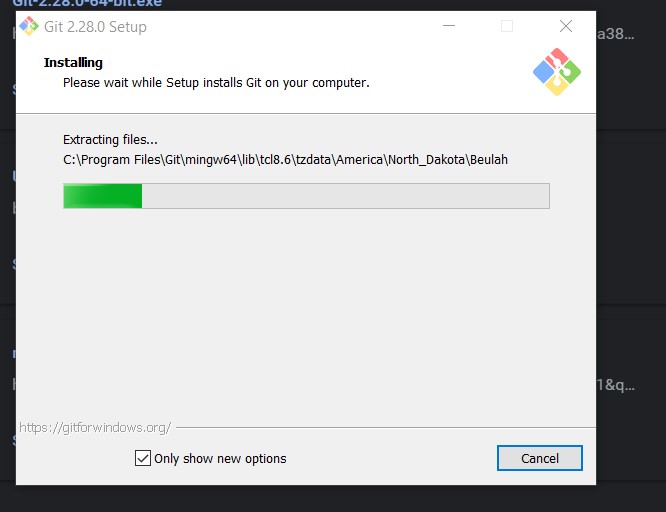 Git-2.28.0-64-bit.exe
Git 2.28.0 Setup
a38...
Installing
Please wait while Setup installs Git on your computer.
Extracting files...
C:\Program Files\Git\mingw64\lib\tcl8.6\tzdata\America\North_Dakota\Beulah
1&q...
https://gitforwindows.org/
Only show new options
Cancel